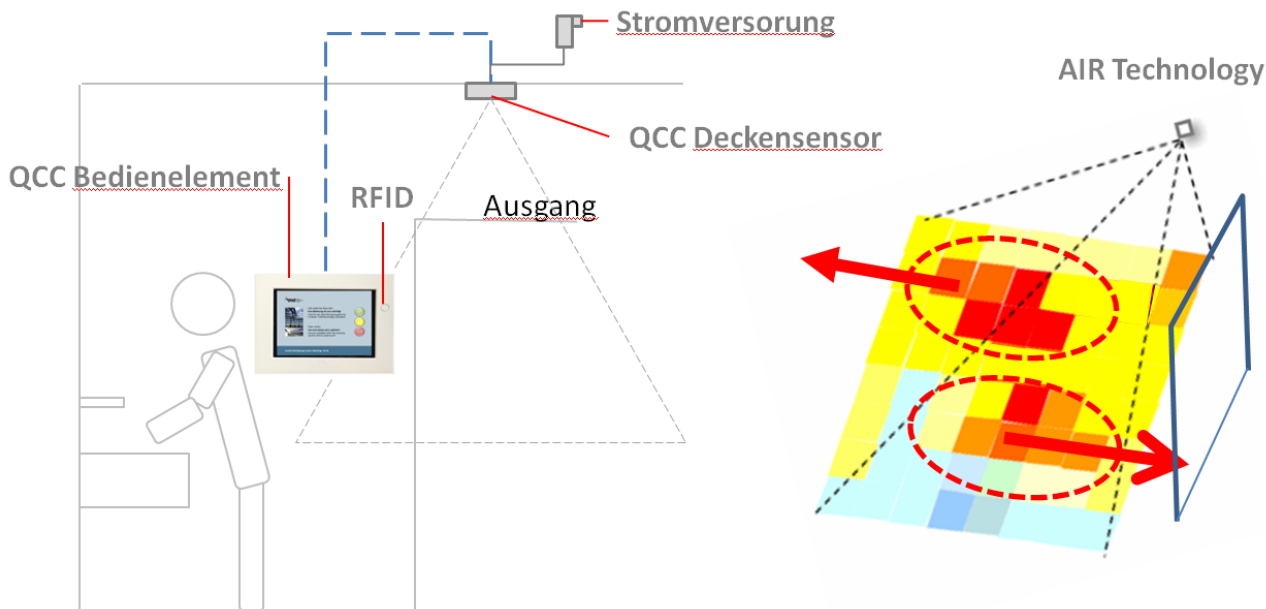 Stromversorung
AIR Technology
QCC Deckensensor
QCC Bedienelement
RFID
Ausgang